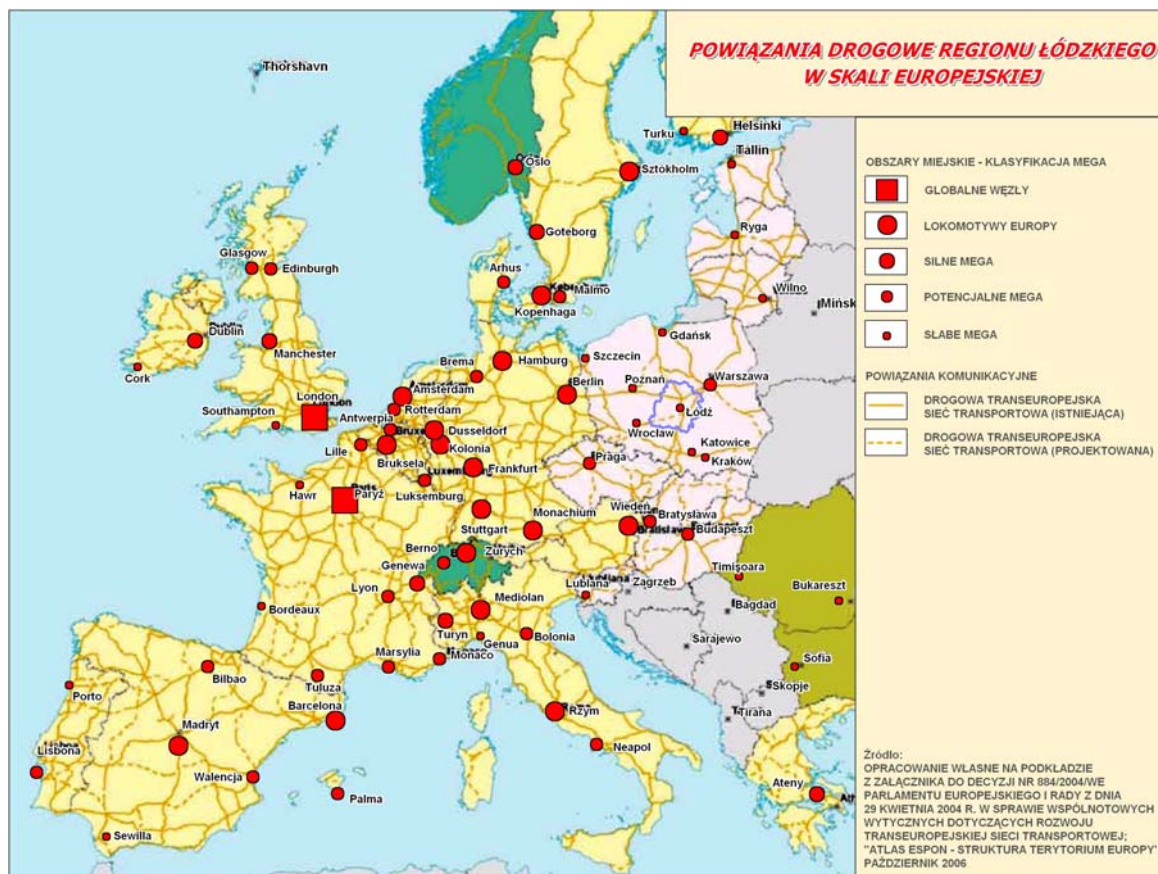 POWIĄZANIA DROGOWE REGIONU ŁÓDZKIEGO
W SKALI EUROPEJSKIEJ
OBSZARY MIEJSKIE - KLASYFIKACJA MEGA
GLOBALNE WĘZŁY
LOKOMOTYWY EUROPY
SILNE MEGA
POTENCJALNE MEGA
SŁABE MEGA
POWIĄZANIA KOMUNIKACYJNE
DROGOWA TRANSEUROPEJSKA
SIEĆ TRANSPORTOWA (ISTNIEJĄCA)
DROGOWA TRANSEUROPEJSKA
SIEĆ TRANSPORTOWA (PROJEKTOWANA)
Źródło:
OPRACOWANIE WŁASNE NA PODKŁADZIE
Z ZAŁĄCZNIKA DO DECYZJI NR 884/2004/WE
PARLAMENTU EUROPEJSKIEGO I RADY Z DNIA
29 KWIETNIA 2004 R. W SPRAWIE WSPÓLNOTOWYCH
WYTYCZNYCH DOTYCZĄCYCH ROZWOJU
TRANSEUROPEJSKIEJ SIECI TRANSPORTOWEJ;
"ATLAS ESPON - STRUKTURA TERYTORIUM EUROPY"
PAŹDZIERNIK 2006
Thorshavn
Turku
Helsinki
Tallin
Oslo
Sztokholm
Ryga
Goteborg
Glasgow
Edinburgh
Arhus
Malmo
Kopenhaga
Wilno
Mińsk
Dublin
Manchester
Gdańsk
Cork
Brema
Hamburg
Szczecin
Poznań
Warszawa
Amsterdam
Berlin
London
Rotterdam
Łódź
Southampton
Antwerpia
Dusseldorf
Wrocław
Lille
Kolonia
Katowice
Kraków
Bruksela
Frankfurt
Praga
Hawr
Paryż
Luksemburg
Monachium
Wiedeń
Bratysława
Stuttgart
Budapeszt
Berno
Zurych
Genewa
Timişoara
Lyon
Mediolan
Lublana
Zagrzeb
Bukareszt
Bordeaux
Turyn
Genua
Bolonia
Bagdad
Sarajewo
Marsylia
Monaco
Bilbao
Tuluza
Sofia
Porto
Barcelona
Rzym
Skopje
Tirana
Madryt
Lisbona
Neapol
Walencja
Palma
Ateny
Sewilla